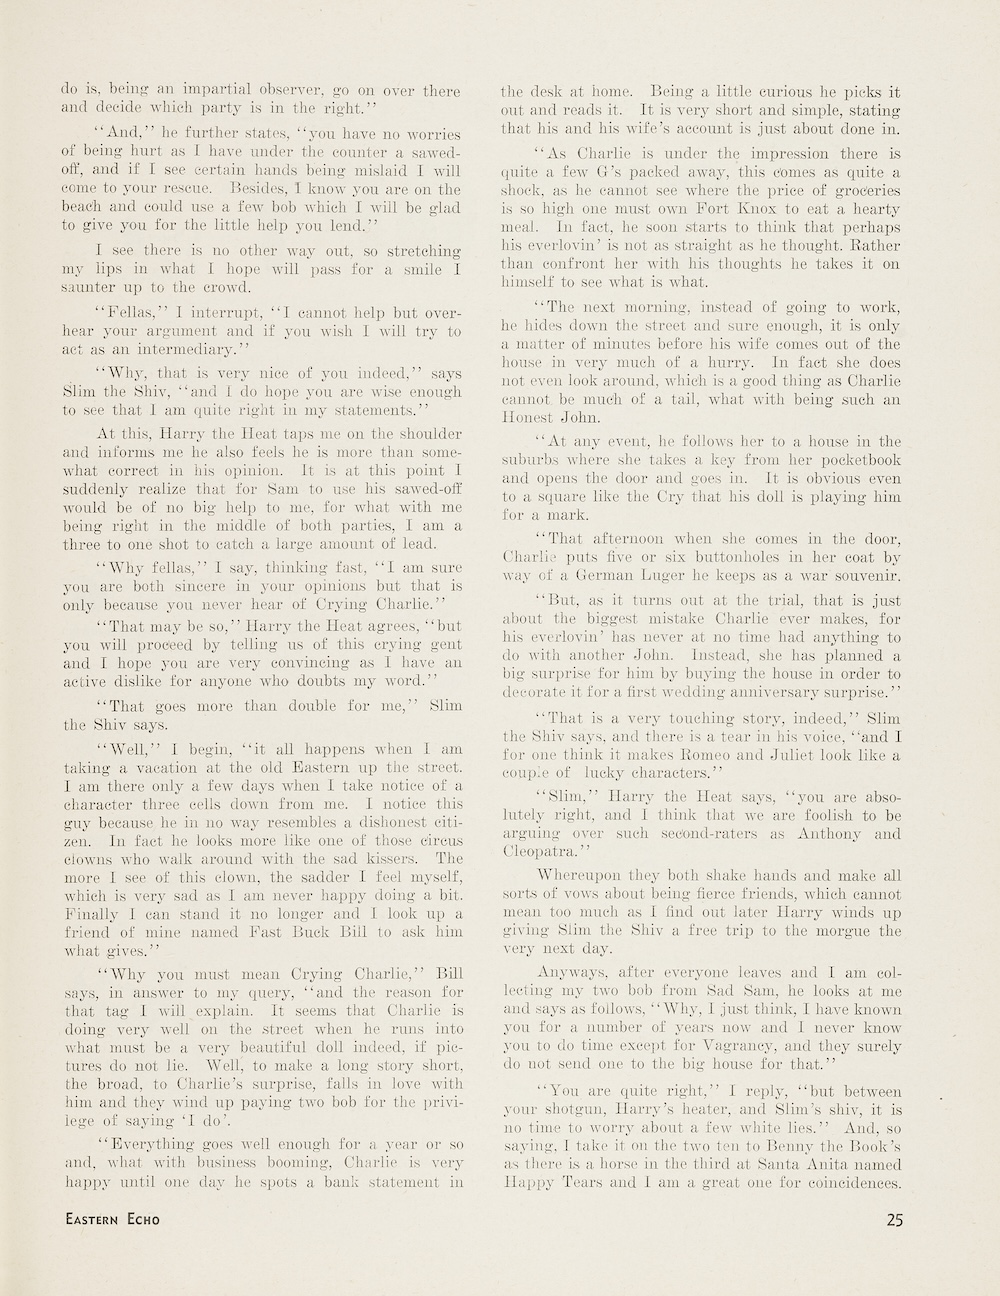 do is, being an impartial observer, go on over there
and decide which party is in the right.''
''And,'' he further states, ''you have no worries
of being hurt as I have under the counter a sawed-
off, and if I see certain hands being mislaid I will
come to your rescue. Besides, I know you are on the
beach and could use a few bob which I will be glad
to give you for the little help you lend.''
I see there is no other way out, so stretching
my lips in what I hope will pass for a smile I
saunter up to the crowd.
''Fellas,'' I interrupt, ''I cannot help but over-
hear your argument and if you wish I will try to
act as an intermediary.''
''Why, that is very nice of you indeed,'' says
Slim the Shiv, ''and I do hope you are wise enough
to see that I am quite right in my statements.''
At this, Harry the Heat taps me on the shoulder
and informs me he also feels he is more than some-
what correct in his opinion. It is at this point I
suddenly realize that for Sam to use his sawed-off
would be of no big help to me, for what with me
being right in the middle of both parties, I am a
three to one shot to catch a large amount of lead.
''Why fellas,'' I say, thinking fast, ''I am sure
you are both sincere in your opinions but that is
only because you never hear of Crying Charlie.''
''That may be so,'' Harry the Heat agrees, ''but
you will proceed by telling us of this crying gent
and I hope you are very convincing as I have an
active dislike for anyone who doubts my word.''
''That goes more than double for me,'' Slim
the Shiv says.
''Well,'' I begin, ''it all happens when I am
taking a vacation at the old Eastern up the street.
I am there only a few days when I take notice of a
character three cells down from me. I notice this
guy because he in no way resembles a dishonest citi-
zen. In fact he looks more like one of those circus
clowns who walk around with the sad kissers. The
more I see of this clown, the sadder I feel myself,
which is very sad as I am never happy doing a bit.
Finally I can stand it no longer and I look up a
friend of mine named Fast Buck Bill to ask him
what gives.''
''Why you must mean Crying Charlie,'' Bill
says, in answer to my query, ''and the reason for
that tag I will explain. It seems that Charlie is
doing very well on the street when he runs into
what must be a very beautiful doll indeed, if pic-
tures do not lie. Well, to make a long story short,
the broad, to Charlie's surprise, falls in love with
him and they wind up paying two bob for the privi-
lege of saying 'I do'.
''Everything goes well enough for a year or so
and, what with business booming, Charlie is very
happy until one day he spots a bank statement in
the desk at home. Being a little curious he picks it
out and reads it. It is very short and simple, stating
that his and his wife's account is just about done in.
''As Charlie is under the impression there is
quite a few G's packed away, this comes as quite a
shock, as he cannot see where the price of groceries
is so high one must own Fort Knox to eat a hearty
meal. In fact, he soon starts to think that perhaps
his everlovin' is not as straight as he thought. Rather
than confront her with his thoughts he takes it on
himself to see what is what.
''The next morning, instead of going to work,
he hides down the street and sure enough, it is only
a matter of minutes before his wife comes out of the
house in very much of a hurry. In fact she does
not even look around, which is a good thing as Charlie
cannot be much of a tail, what with being such an
Honest John.
''At any event, he follows her to a house in the
suburbs where she takes a key from her pocketbook
and opens the door and goes in. It is obvious even
to a square like the Cry that his doll is playing him
for a mark.
''That afternoon when she comes in the door,
Charlie puts five or six buttonholes in her coat by
way of a German Luger he keeps as a war souvenir.
''But, as it turns out at the trial, that is just
about the biggest mistake Charlie ever makes, for
his everlovin' has never at no time had anything to
do with another John. Instead, she has planned a
big surprise for him by buying the house in order to
decorate it for a first wedding anniversary surprise.''
''That is a very touching story, indeed,'' Slim
the Shiv says, and there is a tear in his voice, ''and I
for one think it makes Romeo and Juliet look like a
couple of lucky characters.''
''Slim,'' Harry the Heat says, ''you are abso-
lutely right, and I think that we are foolish to be
arguing over such second-raters as Anthony and
Cleopatra.''
Whereupon they both shake hands and make all
sorts of vows about being fierce friends, which cannot
mean too much as I find out later Harry winds up
giving Slim the Shiv a free trip to the morgue the
very next day.
Anyways, after everyone leaves and I am col-
lecting my two bob from Sad Sam, he looks at me
and says as follows, ''Why, I just think, I have known
you for a number of years now and I never know
you to do time except for Vagrancy, and they surely
do not send one to the big house for that.''
''You are quite right,'' I reply, ''but between
your shotgun, Harry's heater, and Slim's shiv, it is
no time to worry about a few white lies.'' And, so
saying, I take it on the two ten to Benny the Book's
as there is a horse in the third at Santa Anita named
Happy Tears and I am a great one for coincidences.
EASTERN ECHO
25